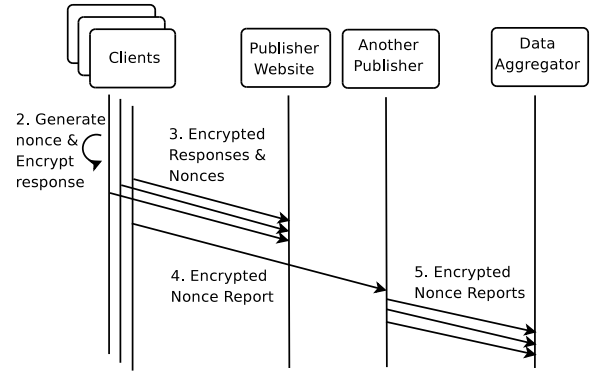 Clients
Publisher
Website
Another
Publisher
Data
Aggregator
2. Generate
nonce &
Encrypt
response
3. Encrypted
Responses &
Nonces
4. Encrypted
Nonce Report
5. Encrypted
Nonce Reports